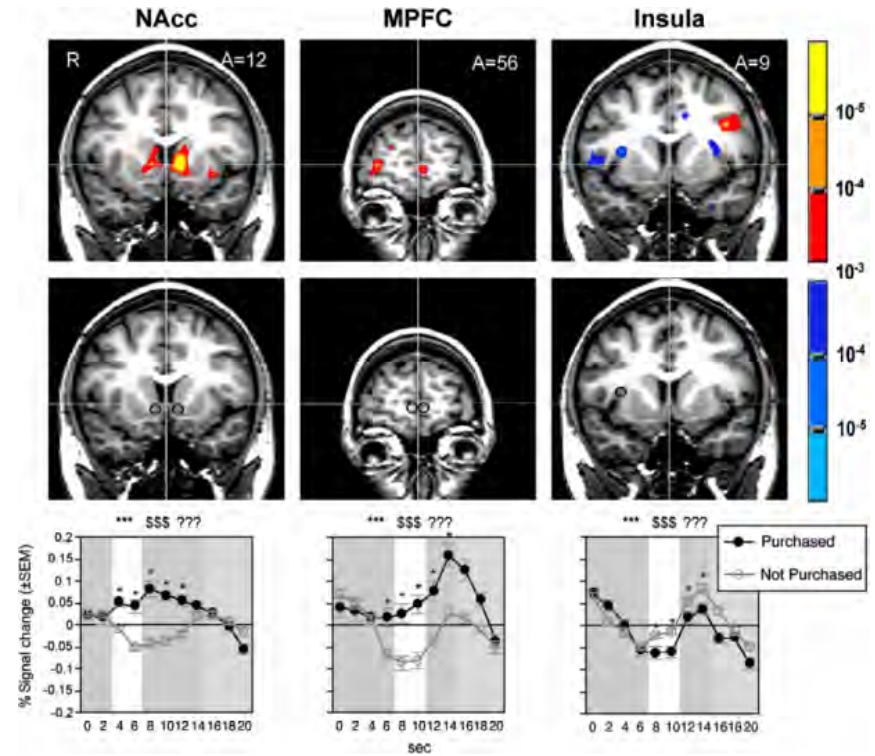 NAcc MPFC Insula
R A=12 A=56 A=9
10-5
10-4
10-3
10-4
10-5
*** $$$ ??? *** $$$ ??? *** $$$ ???
Purchased
Not Purchased
% Signal change (±SEM)
0.2
0.15
0.1
0.05
0
-0.05
-0.1
-0.15
-0.2
* * * * *
* * * * *
* * * *
0 2 4 6 8 10 12 14 16 18 20 0 2 4 6 8 10 12 14 16 18 20 0 2 4 6 8 10 12 14 16 18 20
sec